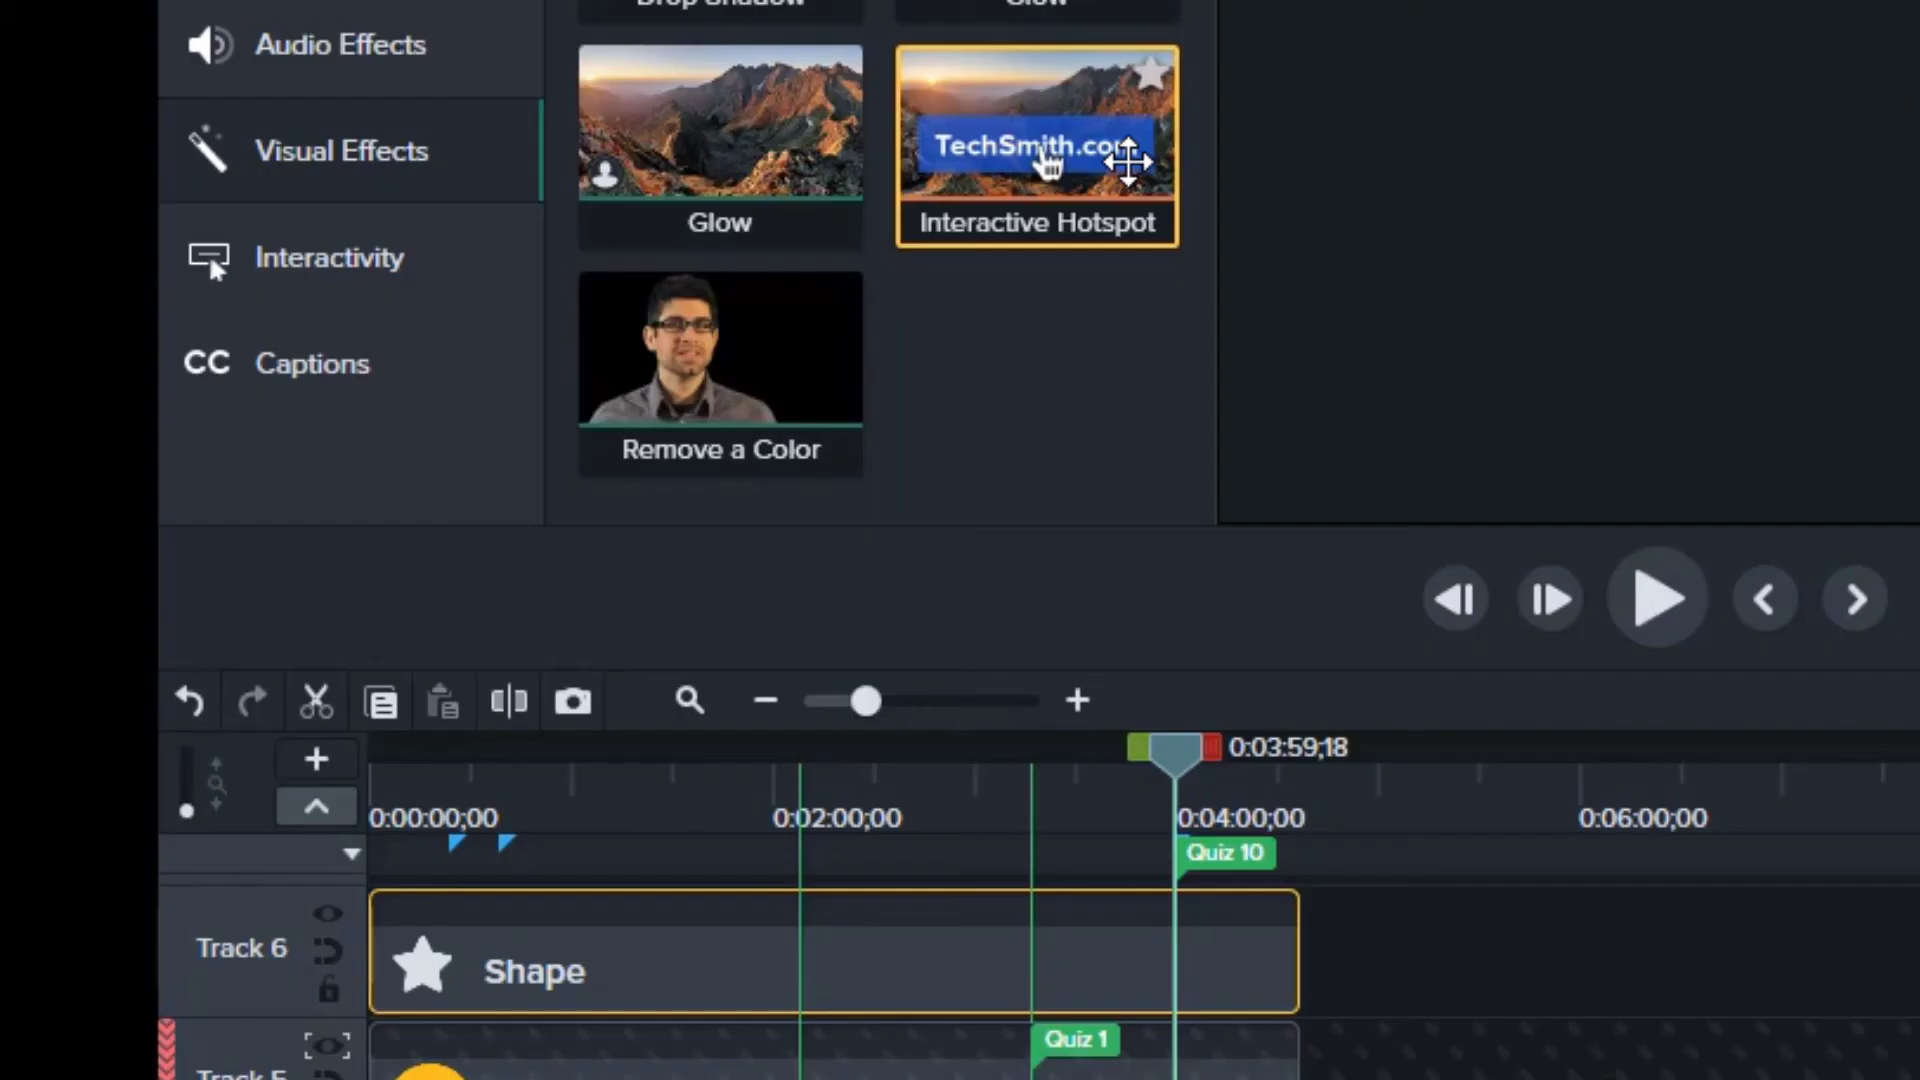 Drop Shadow
Glow
Audio Effects
TechSmith.com
Visual Effects
Glow
Interactive Hotspot
Interactivity
CC Captions
Remove a Color
0:03:59;18
0:00:00;00
0:02:00;00
0:04:00;00
0:06:00;00
Quiz 10
Track 6
Shape
Quiz 1
Track 5